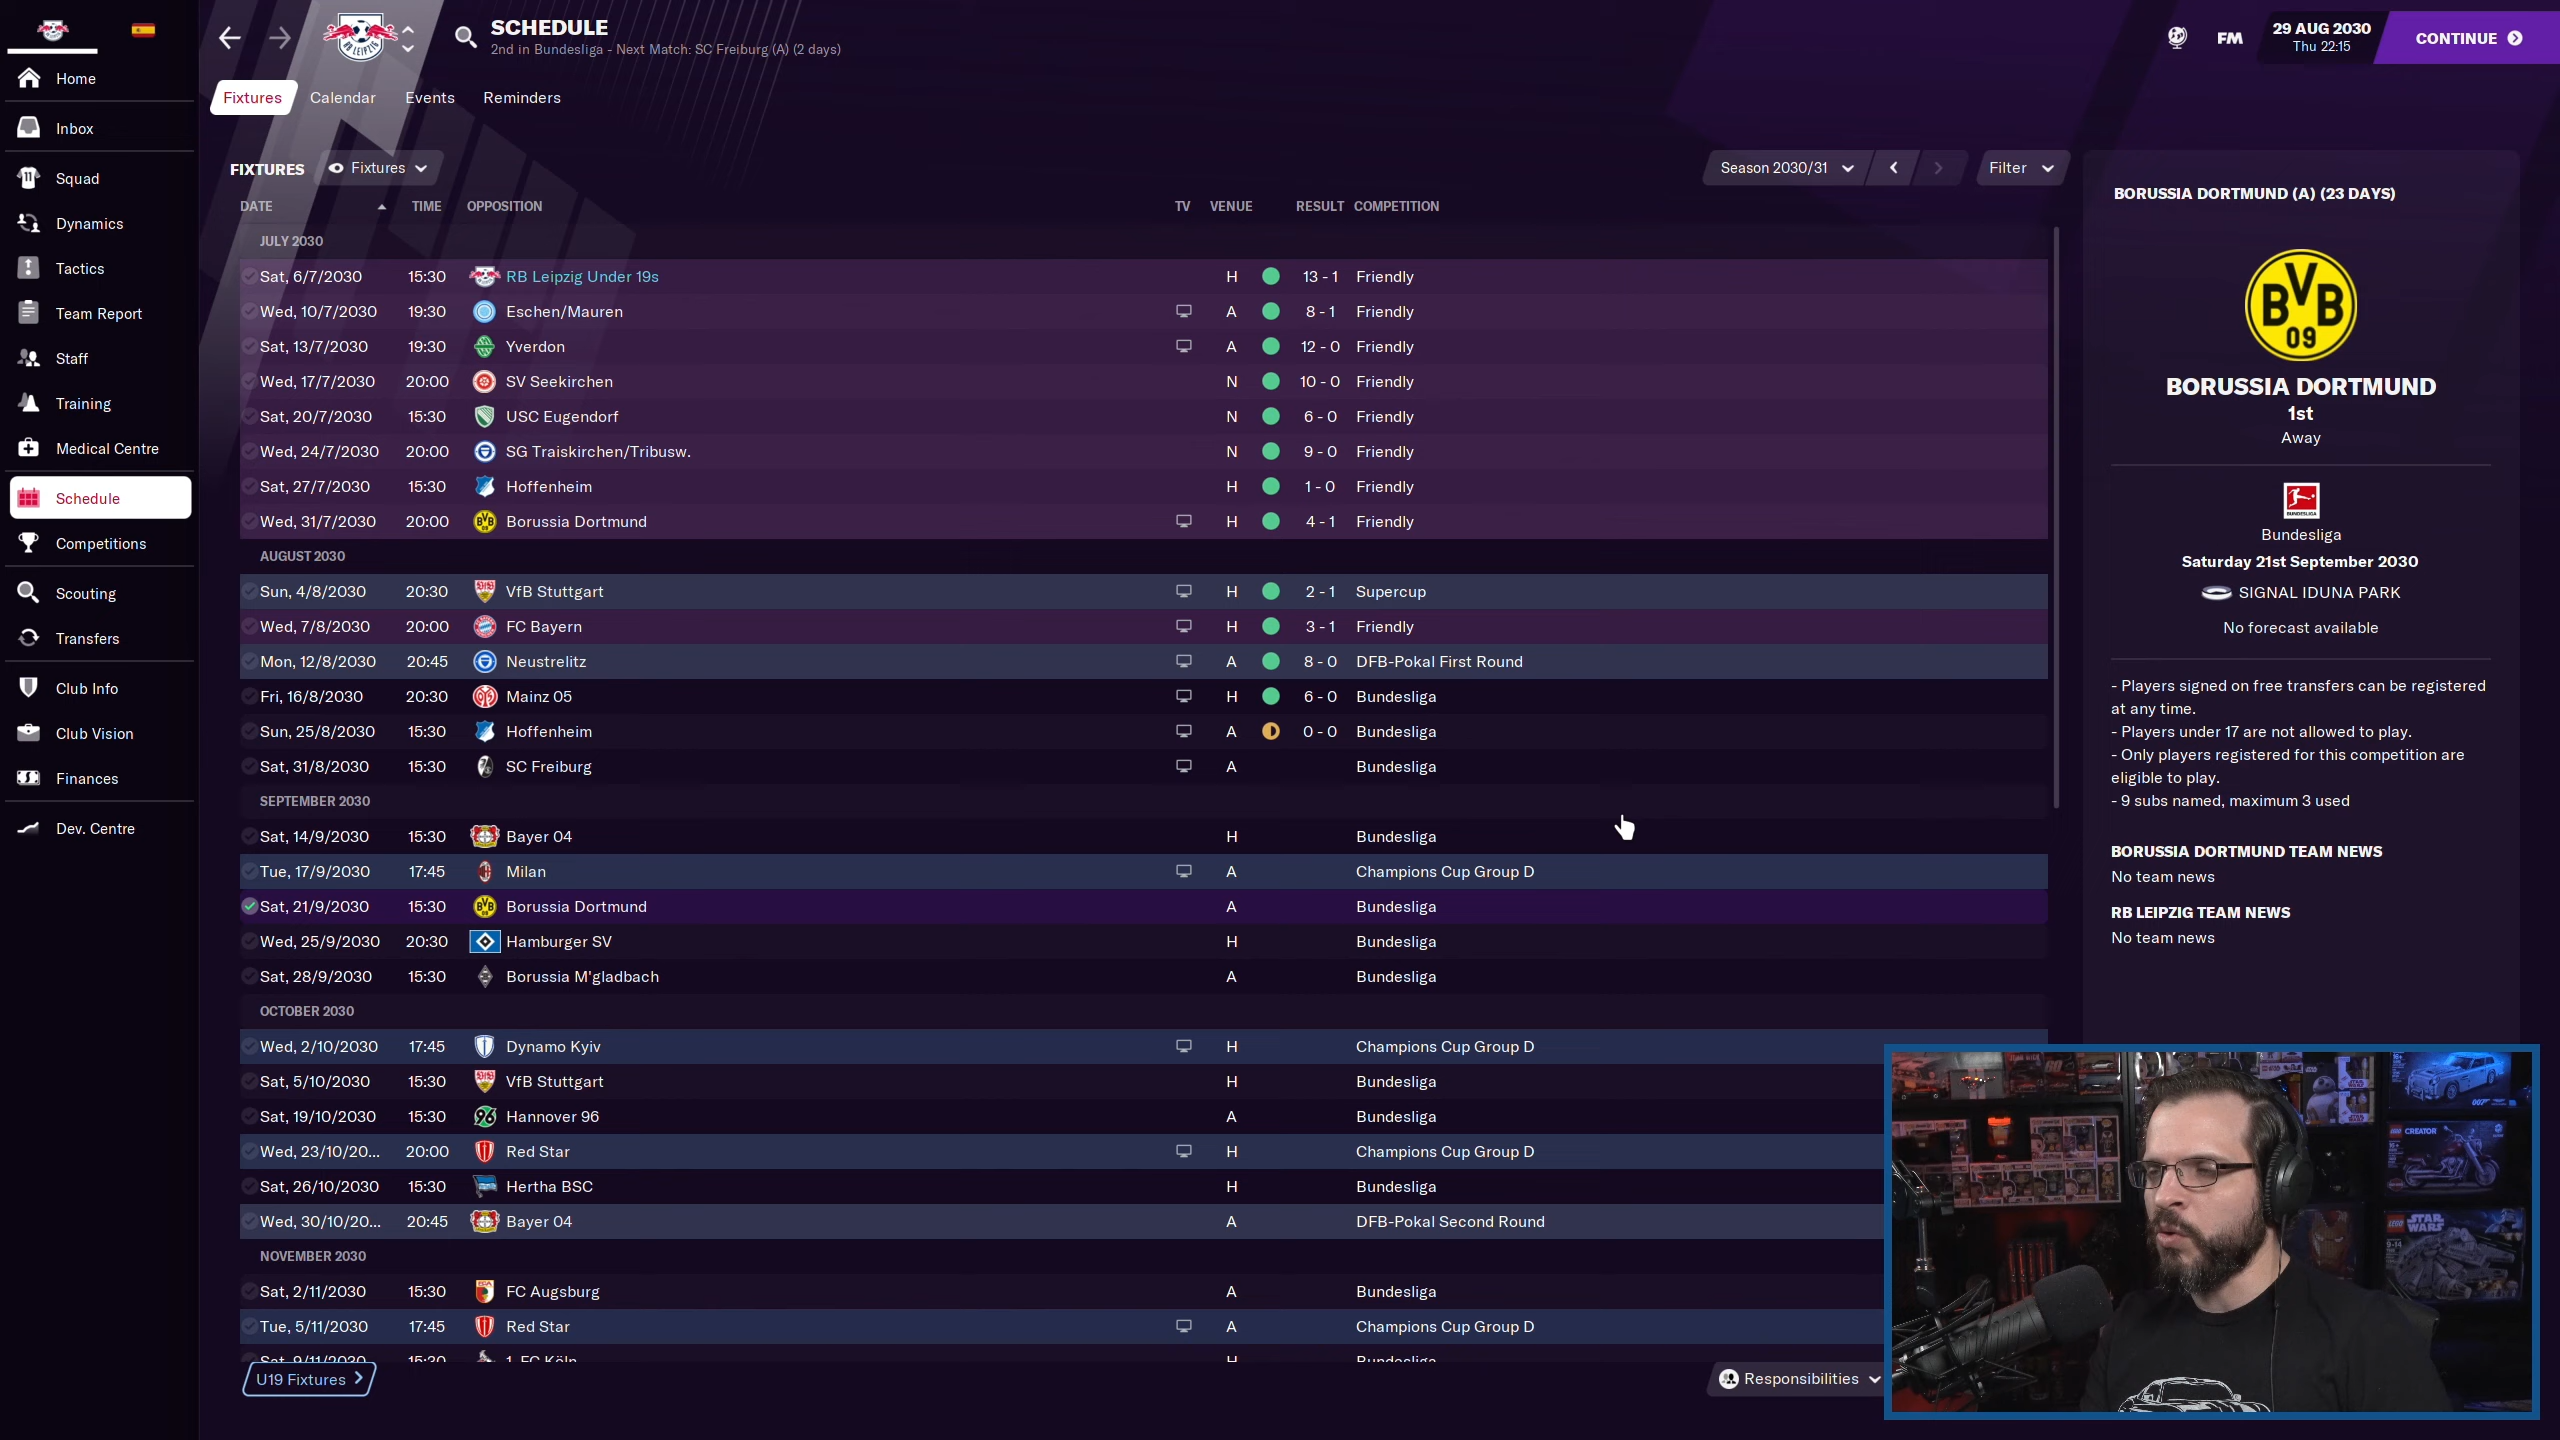 SCHEDULE
2nd in Bundesliga - Next Match: SC Freiburg (A) (2 days)
FM
29 AUG 2030
Thu 22:15
CONTINUE
Home
Inbox
Squad
Dynamics
Tactics
Team Report
Staff
Training
Medical Centre
Schedule
Competitions
Scouting
Transfers
Club Info
Club Vision
Finances
Dev. Centre
Fixtures Calendar Events Reminders
FIXTURES Fixtures Season 2030/31 Filter
DATE TIME OPPOSITION TV VENUE RESULT COMPETITION
JULY 2030
Sat, 6/7/2030 15:30 RB Leipzig Under 19s H 13 - 1 Friendly
Wed, 10/7/2030 19:30 Eschen/Mauren A 8 - 1 Friendly
Sat, 13/7/2030 19:30 Yverdon A 12 - 0 Friendly
Wed, 17/7/2030 20:00 SV Seekirchen N 10 - 0 Friendly
Sat, 20/7/2030 15:30 USC Eugendorf N 6 - 0 Friendly
Wed, 24/7/2030 20:00 SG Traiskirchen/Tribusw. N 9 - 0 Friendly
Sat, 27/7/2030 15:30 Hoffenheim H 1 - 0 Friendly
Wed, 31/7/2030 20:00 Borussia Dortmund H 4 - 1 Friendly
AUGUST 2030
Sun, 4/8/2030 20:30 VfB Stuttgart H 2 - 1 Supercup
Wed, 7/8/2030 20:00 FC Bayern H 3 - 1 Friendly
Mon, 12/8/2030 20:45 Neustrelitz A 8 - 0 DFB-Pokal First Round
Fri, 16/8/2030 20:30 Mainz 05 H 6 - 0 Bundesliga
Sun, 25/8/2030 15:30 Hoffenheim A 0 - 0 Bundesliga
Sat, 31/8/2030 15:30 SC Freiburg A Bundesliga
SEPTEMBER 2030
Sat, 14/9/2030 15:30 Bayer 04 H Bundesliga
Tue, 17/9/2030 17:45 Milan A Champions Cup Group D
Sat, 21/9/2030 15:30 Borussia Dortmund A Bundesliga
Wed, 25/9/2030 20:30 Hamburger SV H Bundesliga
Sat, 28/9/2030 15:30 Borussia M'gladbach A Bundesliga
OCTOBER 2030
Wed, 2/10/2030 17:45 Dynamo Kyiv H Champions Cup Group D
Sat, 5/10/2030 15:30 VfB Stuttgart H Bundesliga
Sat, 19/10/2030 15:30 Hannover 96 A Bundesliga
Wed, 23/10/20... 20:00 Red Star H Champions Cup Group D
Sat, 26/10/2030 15:30 Hertha BSC H Bundesliga
Wed, 30/10/20... 20:45 Bayer 04 A DFB-Pokal Second Round
NOVEMBER 2030
Sat, 2/11/2030 15:30 FC Augsburg A Bundesliga
Tue, 5/11/2030 17:45 Red Star A Champions Cup Group D
Sat, 9/11/2030 15:30 1. FC Köln H Bundesliga
U19 Fixtures
Responsibilities
BORUSSIA DORTMUND (A) (23 DAYS)
BVB
09
BORUSSIA DORTMUND
1st
Away
BUNDESLIGA
Bundesliga
Saturday 21st September 2030
SIGNAL IDUNA PARK
No forecast available
- Players signed on free transfers can be registered
at any time.
- Players under 17 are not allowed to play.
- Only players registered for this competition are
eligible to play.
- 9 subs named, maximum 3 used
BORUSSIA DORTMUND TEAM NEWS
No team news
RB LEIPZIG TEAM NEWS
No team news
007
CREATOR
STAR
WARS